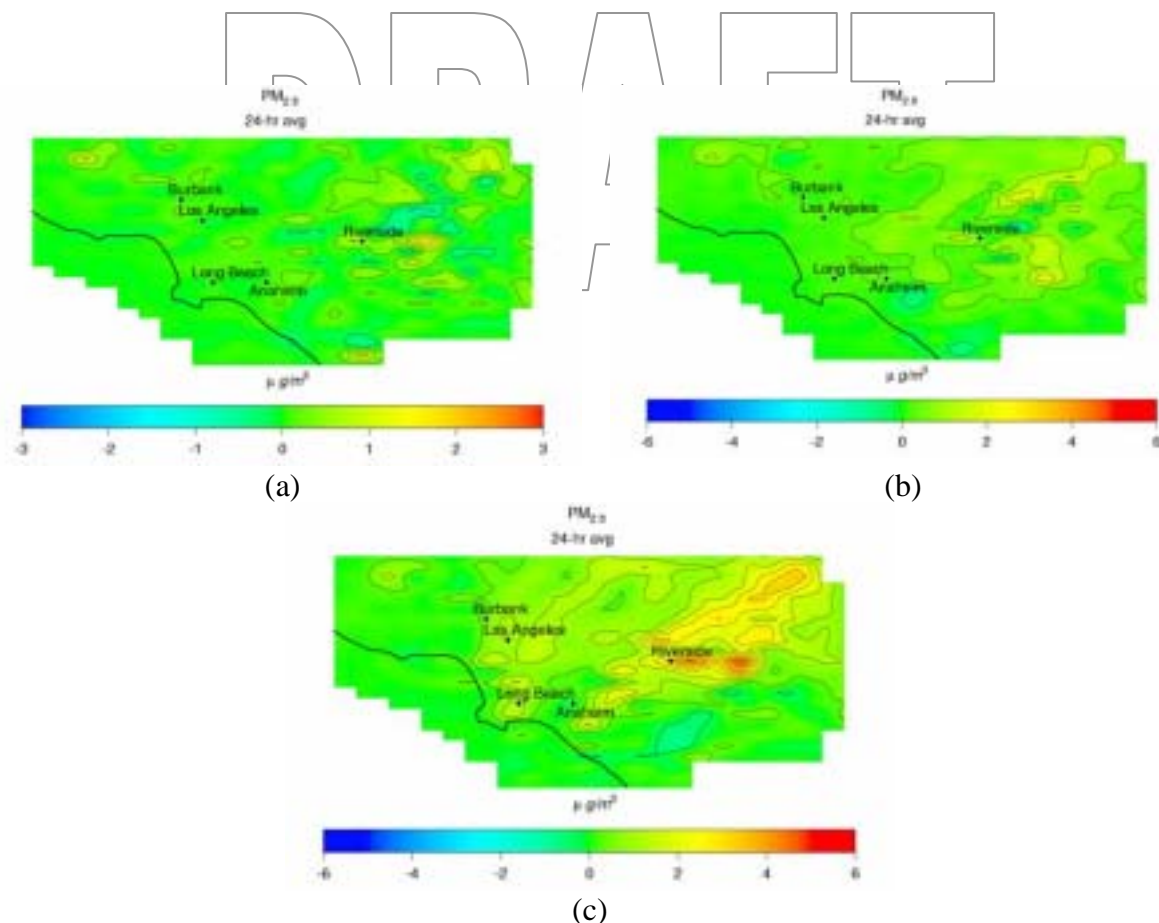 DRAFT
PM2.5
24-hr avg
Burbank
Los Angeles
Riverside
Long Beach
Anaheim
μ g/m3
-3 -2 -1 0 1 2 3
(a)
PM2.5
24-hr avg
Burbank
Los Angeles
Riverside
Long Beach
Anaheim
μ g/m3
-6 -4 -2 0 2 4 6
(b)
PM2.5
24-hr avg
Burbank
Los Angeles
Riverside
Long Beach
Anaheim
μ g/m3
-6 -4 -2 0 2 4 6
(c)